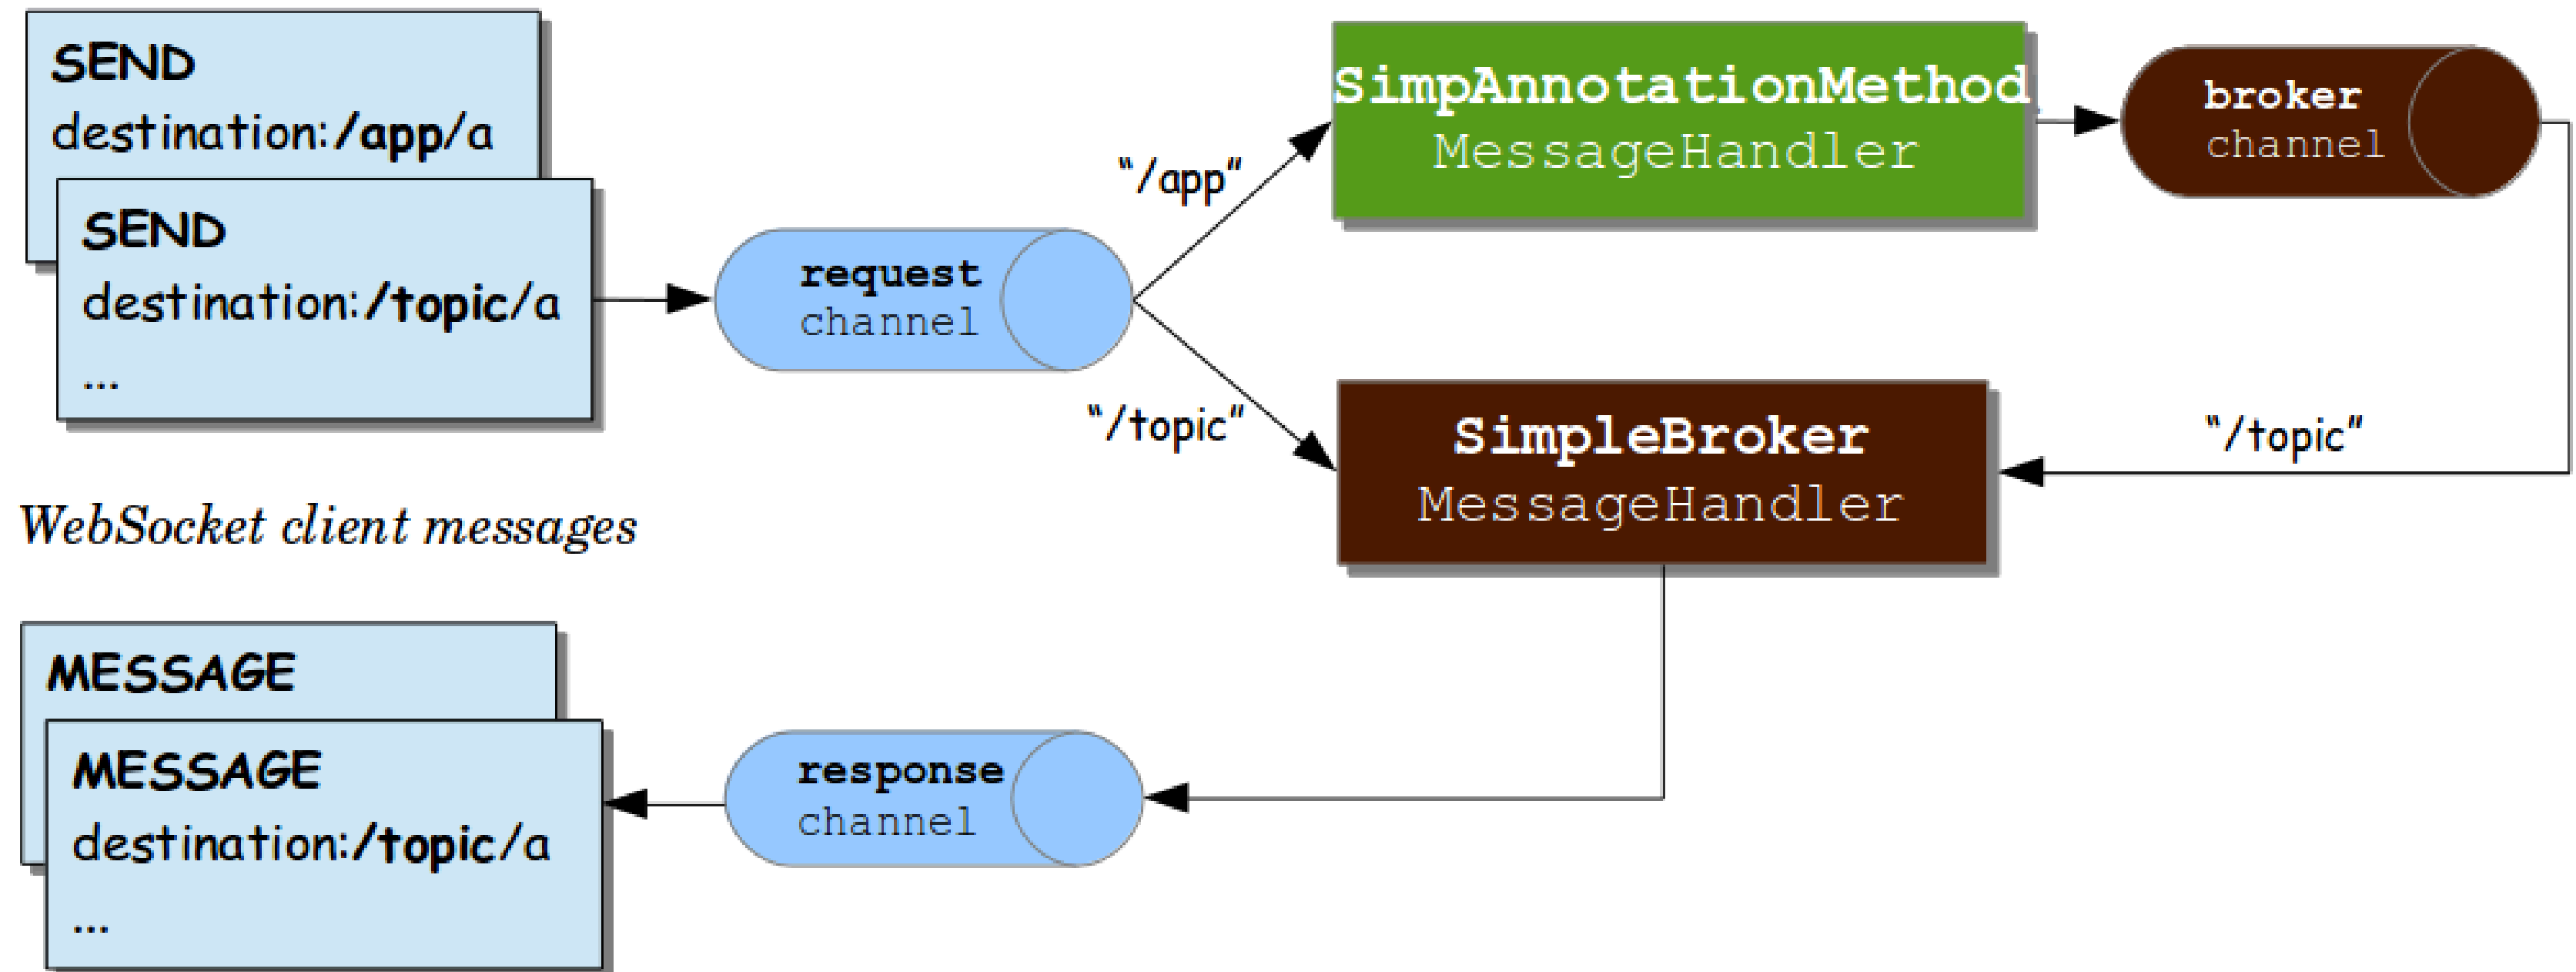 SEND
destination:/app/a
SEND
destination:/topic/a
...
WebSocket client messages
request
channel
“/app”
“/topic”
SimpAnnotationMethod
MessageHandler
broker
channel
SimpleBroker
MessageHandler
“/topic”
MESSAGE
MESSAGE
destination:/topic/a
...
response
channel